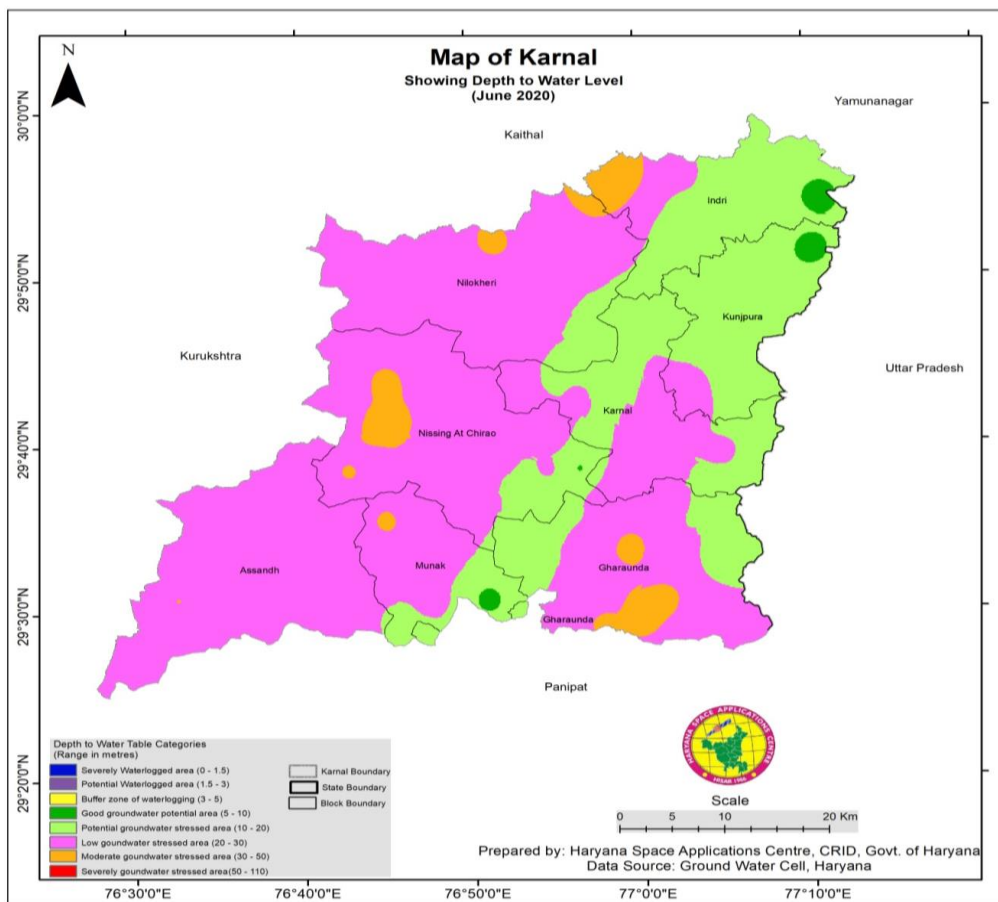 Map of Karnal
Showing Depth to Water Level
(June 2020)
N
Yamunanagar
Kaithal
Indri
Nilokheri
Kunjpura
Kurukshtra
Uttar Pradesh
Karnal
Nissing At Chirao
Assandh
Munak
Gharaunda
Gharaunda
Panipat
30°0'0"N
29°50'0"N
29°40'0"N
29°30'0"N
29°20'0"N
Depth to Water Table Categories
(Range in metres)
Severely Waterlogged area (0 - 1.5)
Potential Waterlogged area (1.5 - 3)
Buffer zone of waterlogging (3 - 5)
Good groundwater potential area (5 - 10)
Potential groundwater stressed area (10 - 20)
Low goundwater stressed area (20 - 30)
Moderate goundwater stressed area (30 - 50)
Severely goundwater stressed area(50 - 110)
Karnal Boundary
State Boundary
Block Boundary
HARYANA SPACE APPLICATIONS CENTRE
HISAR 1986
Scale
0 5 10 20 Km
Prepared by: Haryana Space Applications Centre, CRID, Govt. of Haryana
Data Source: Ground Water Cell, Haryana
76°30'0"E 76°40'0"E 76°50'0"E 77°0'0"E 77°10'0"E